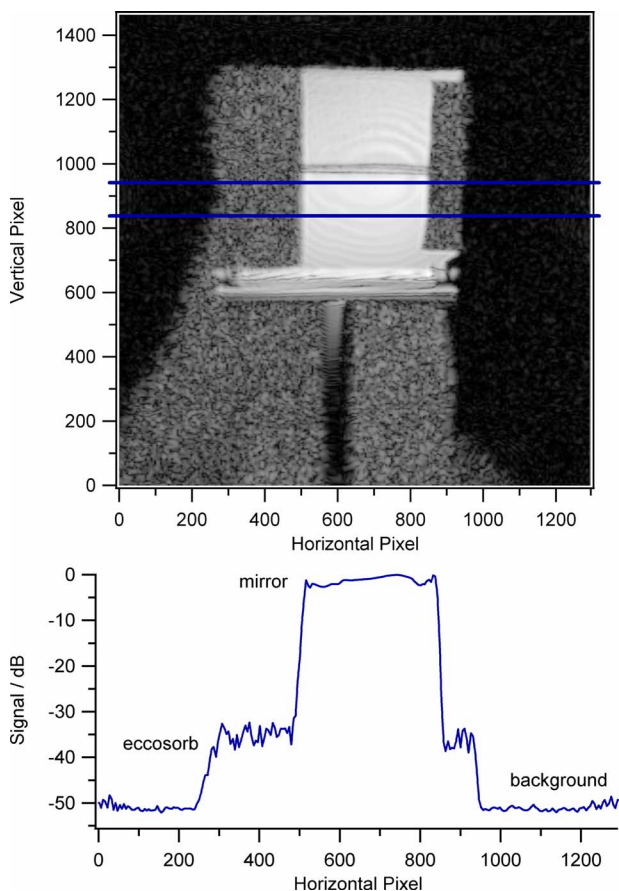 1400
1200
1000
800
600
400
200
0
Vertical Pixel
0 200 400 600 800 1000 1200
Horizontal Pixel
0
-10
-20
-30
-40
-50
Signal / dB
mirror
eccosorb
background
0 200 400 600 800 1000 1200
Horizontal Pixel